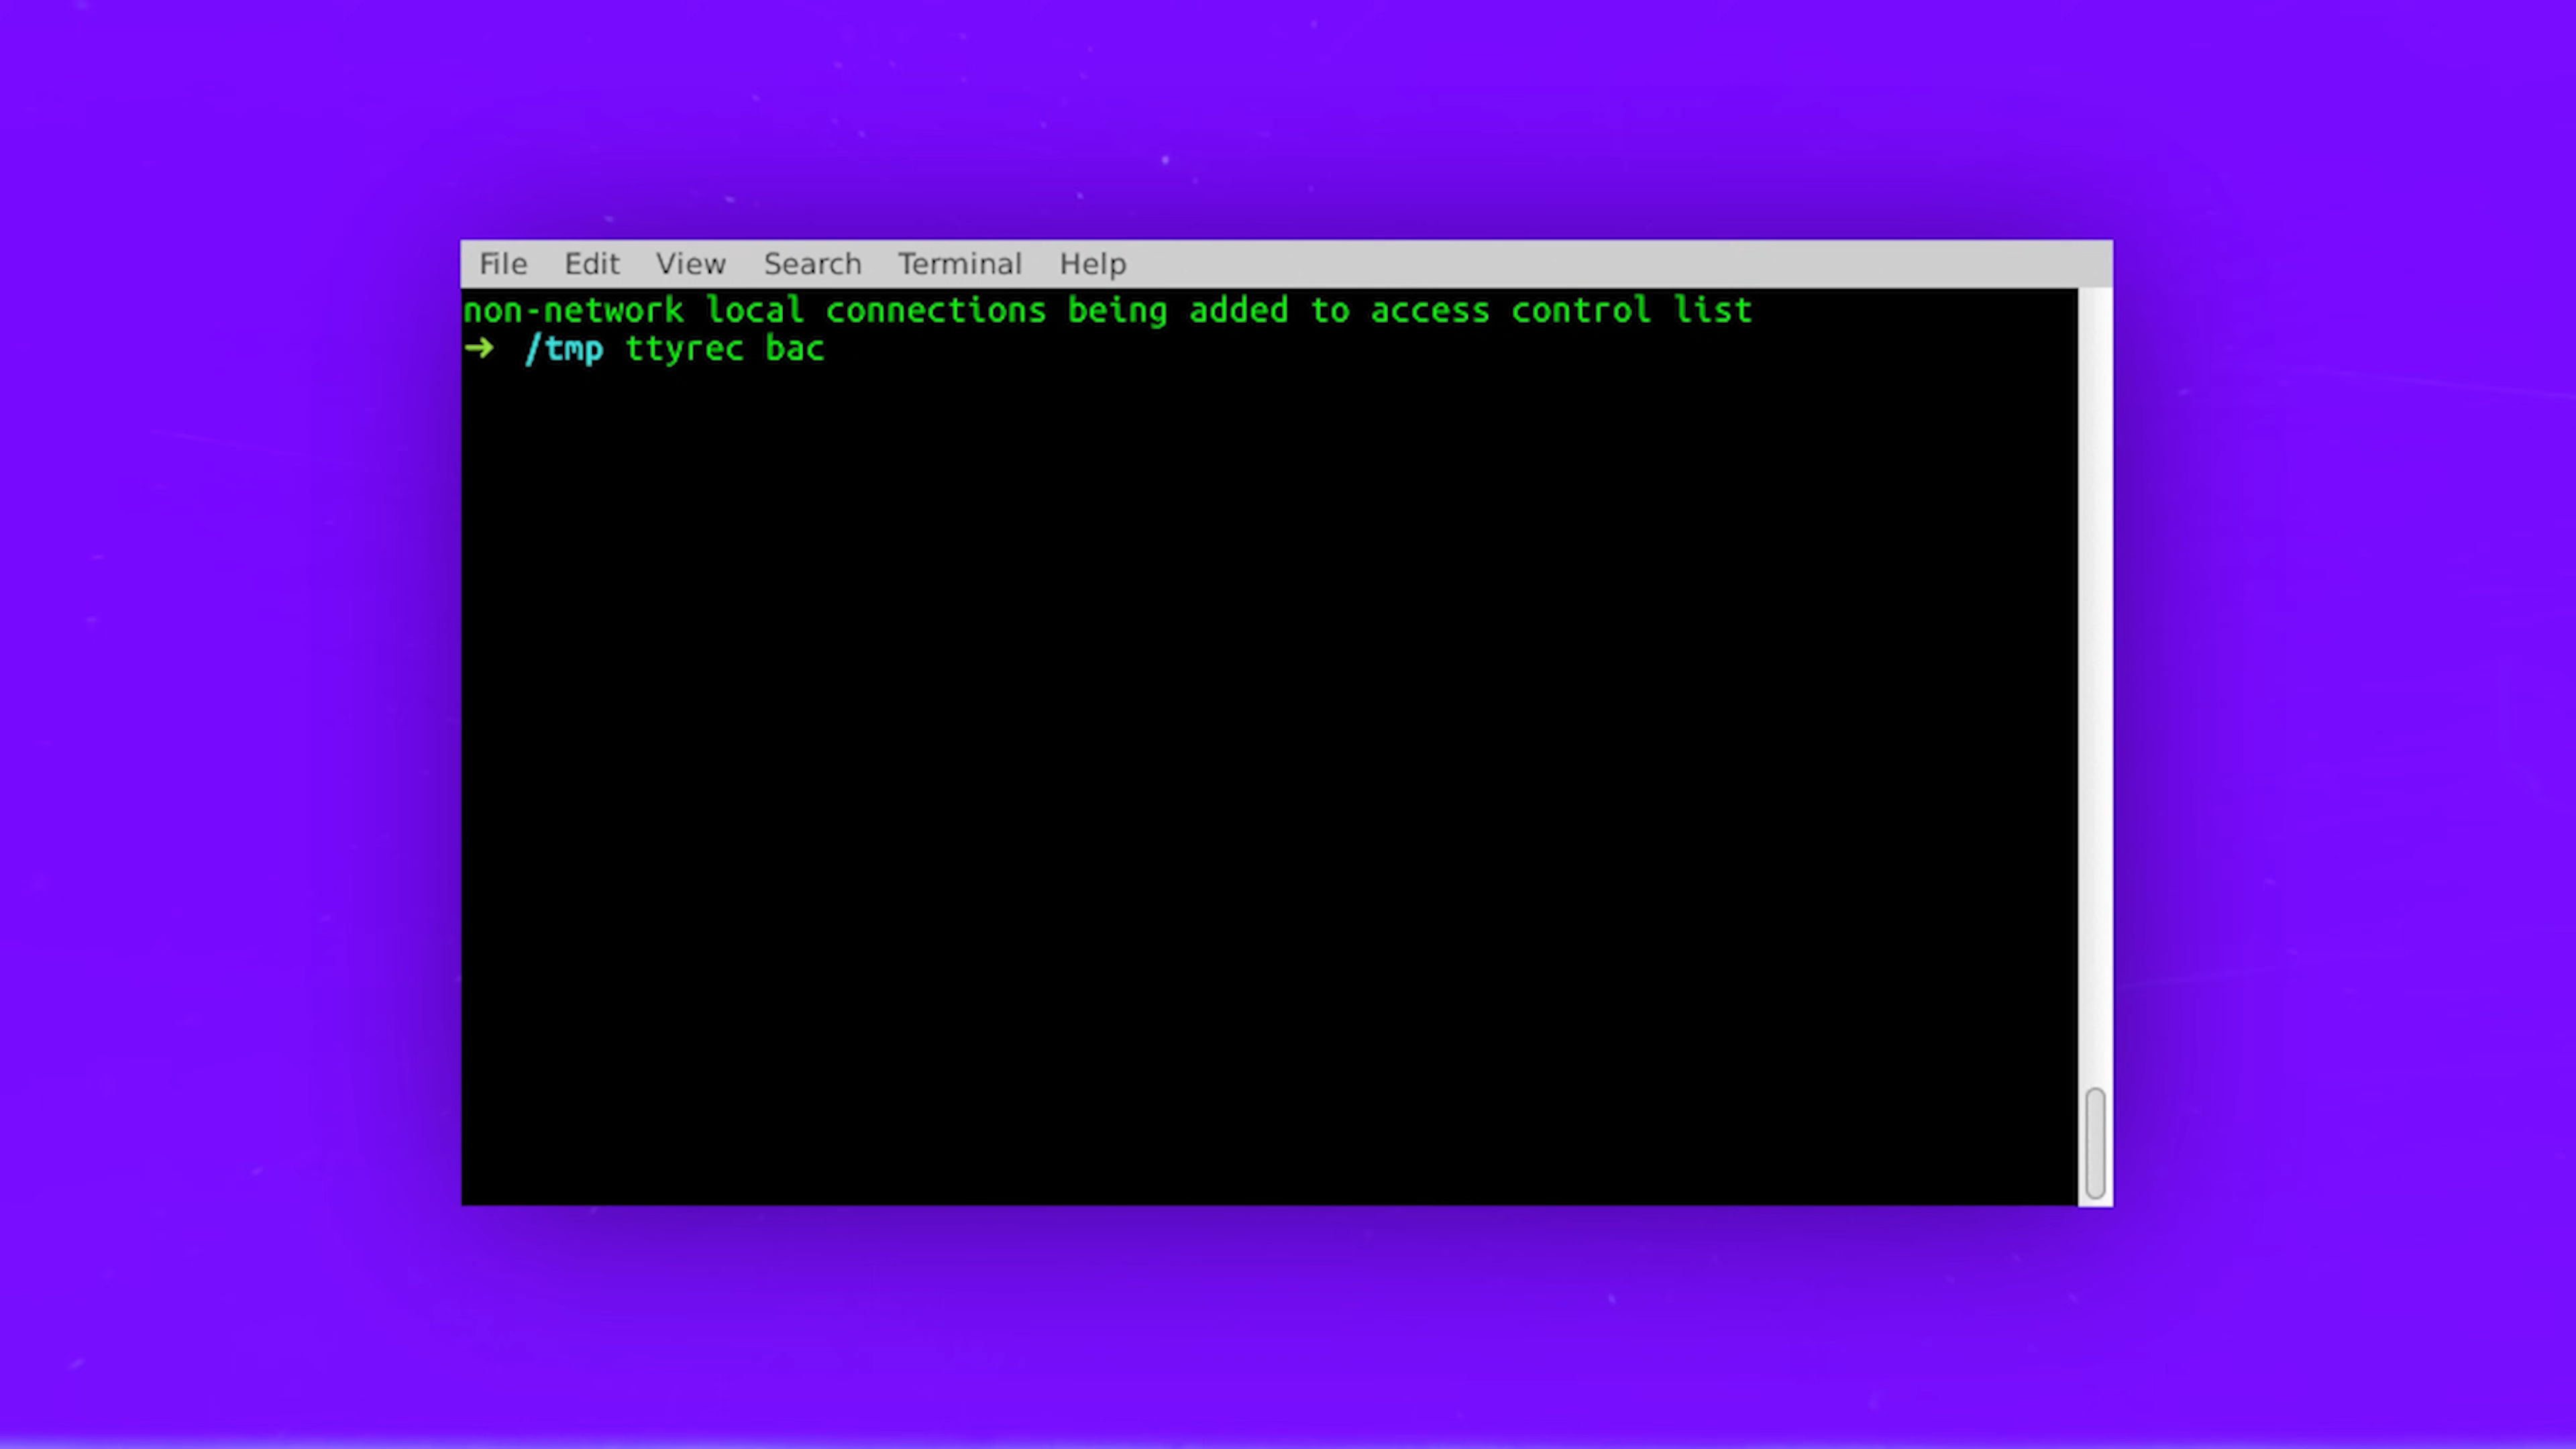 File Edit View Search Terminal Help
non-network local connections being added to access control list
➜ /tmp ttyrec bac